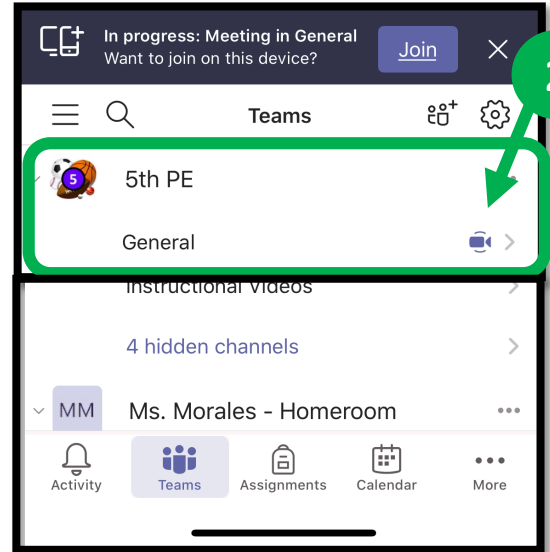 In progress: Meeting in General
Want to join on this device?
Join
Teams
5
5th PE
General
Instructional Videos
4 hidden channels
MM
Ms. Morales - Homeroom
Activity
Teams
Assignments
Calendar
More